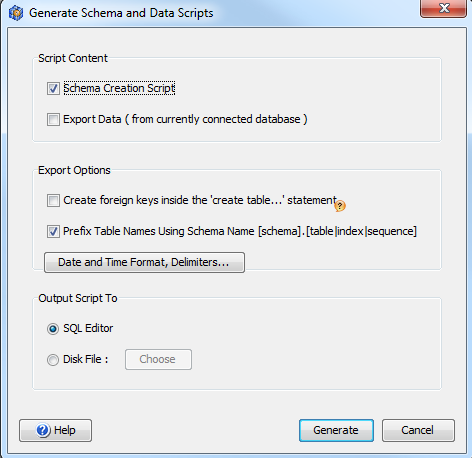 Generate Schema and Data Scripts
Script Content
Schema Creation Script
Export Data ( from currently connected database )
Export Options
Create foreign keys inside the 'create table...' statement
?
Prefix Table Names Using Schema Name [schema].[table|index|sequence]
Date and Time Format, Delimiters...
Output Script To
SQL Editor
Disk File :
Choose
? Help
Generate
Cancel